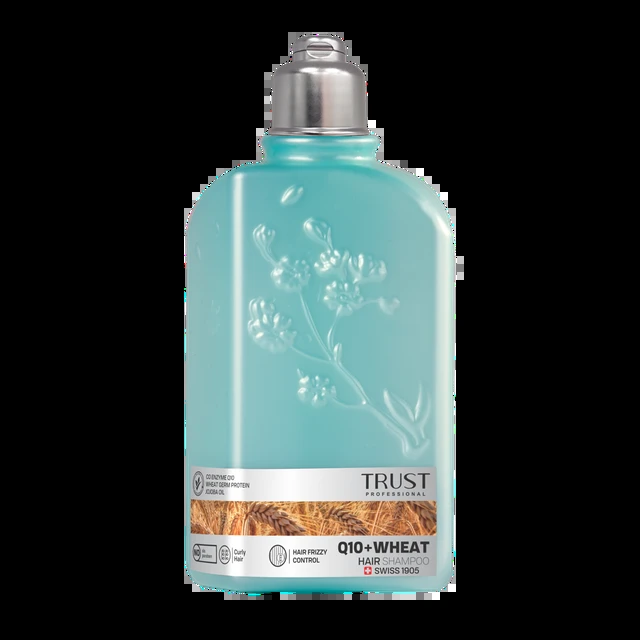 CO ENZYME Q10
WHEAT GERM PROTEIN
JOJOBA OIL
TRUST
PROFESSIONAL
NO
Curly
Hair
HAIR FRIZZY
CONTROL
Q10+WHEAT
HAIR SHAMPOO
SWISS 1905